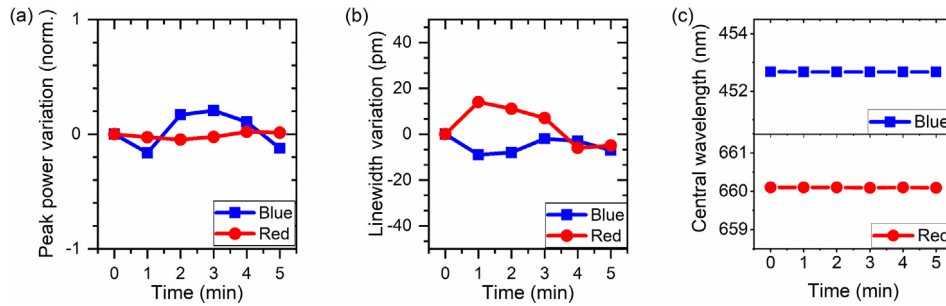 (a)
Peak power variation (norm.)
1
0
-1
0 1 2 3 4 5
Time (min)
Blue
Red
(b)
Linewidth variation (pm)
40
20
0
-20
-40
0 1 2 3 4 5
Time (min)
Blue
Red
(c)
Central wavelength (nm)
454
452
Blue
661
660
659
Red
0 1 2 3 4 5
Time (min)